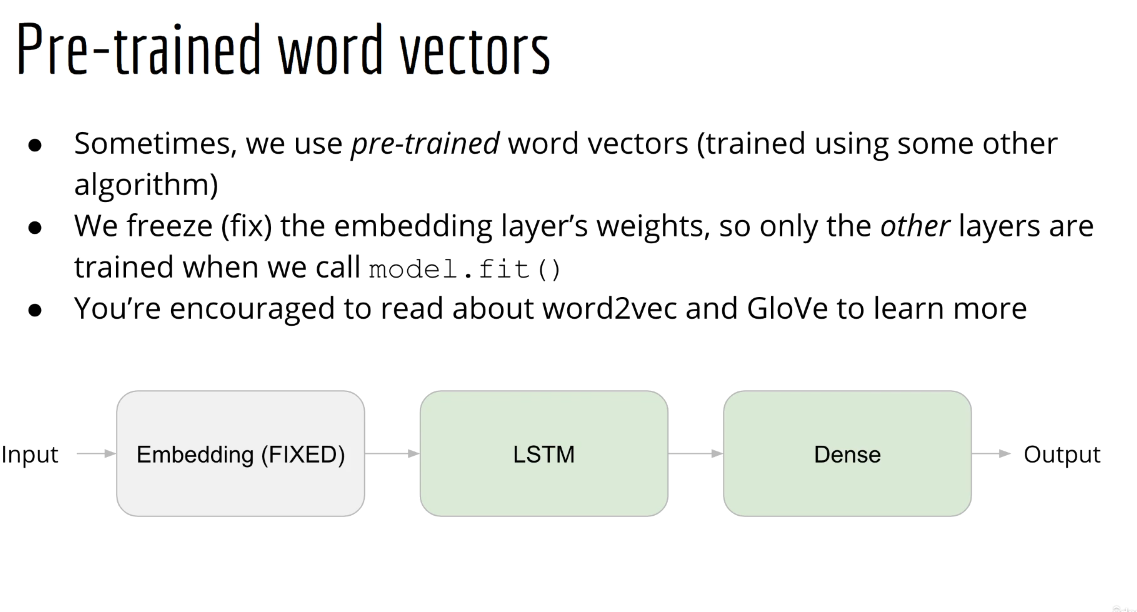 Pre-trained word vectors
● Sometimes, we use pre-trained word vectors (trained using some other
algorithm)
● We freeze (fix) the embedding layer’s weights, so only the other layers are
trained when we call model.fit()
● You’re encouraged to read about word2vec and GloVe to learn more
Input
Embedding (FIXED)
LSTM
Dense
Output